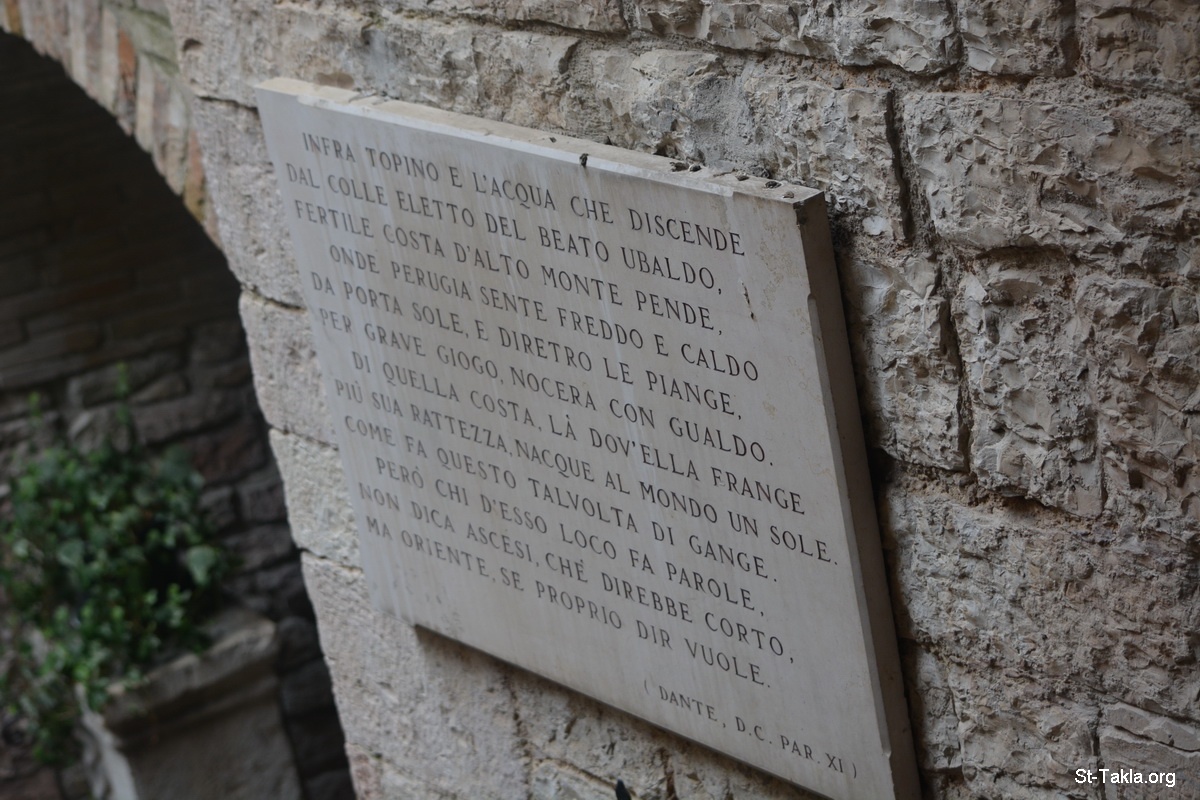 INFRA TOPINO E L'ACQUA CHE DISCENDE
DAL COLLE ELETTO DEL BEATO UBALDO,
FERTILE COSTA D'ALTO MONTE PENDE,
ONDE PERUGIA SENTE FREDDO E CALDO
DA PORTA SOLE, E DIRETRO LE PIANGE,
PER GRAVE GIOGO, NOCERA CON GUALDO.
DI QUELLA COSTA, LÀ DOV'ELLA FRANGE
PIÙ SUA RATTEZZA, NACQUE AL MONDO UN SOLE.
COME FA QUESTO TALVOLTA DI GANGE.
PERÒ CHI D'ESSO LOCO FA PAROLE,
NON DICA ASCESI, CHÈ DIREBBE CORTO,
MA ORIENTE, SE PROPRIO DIR VUOLE.
( DANTE, D.C. PAR. XI )
St-Takla.org